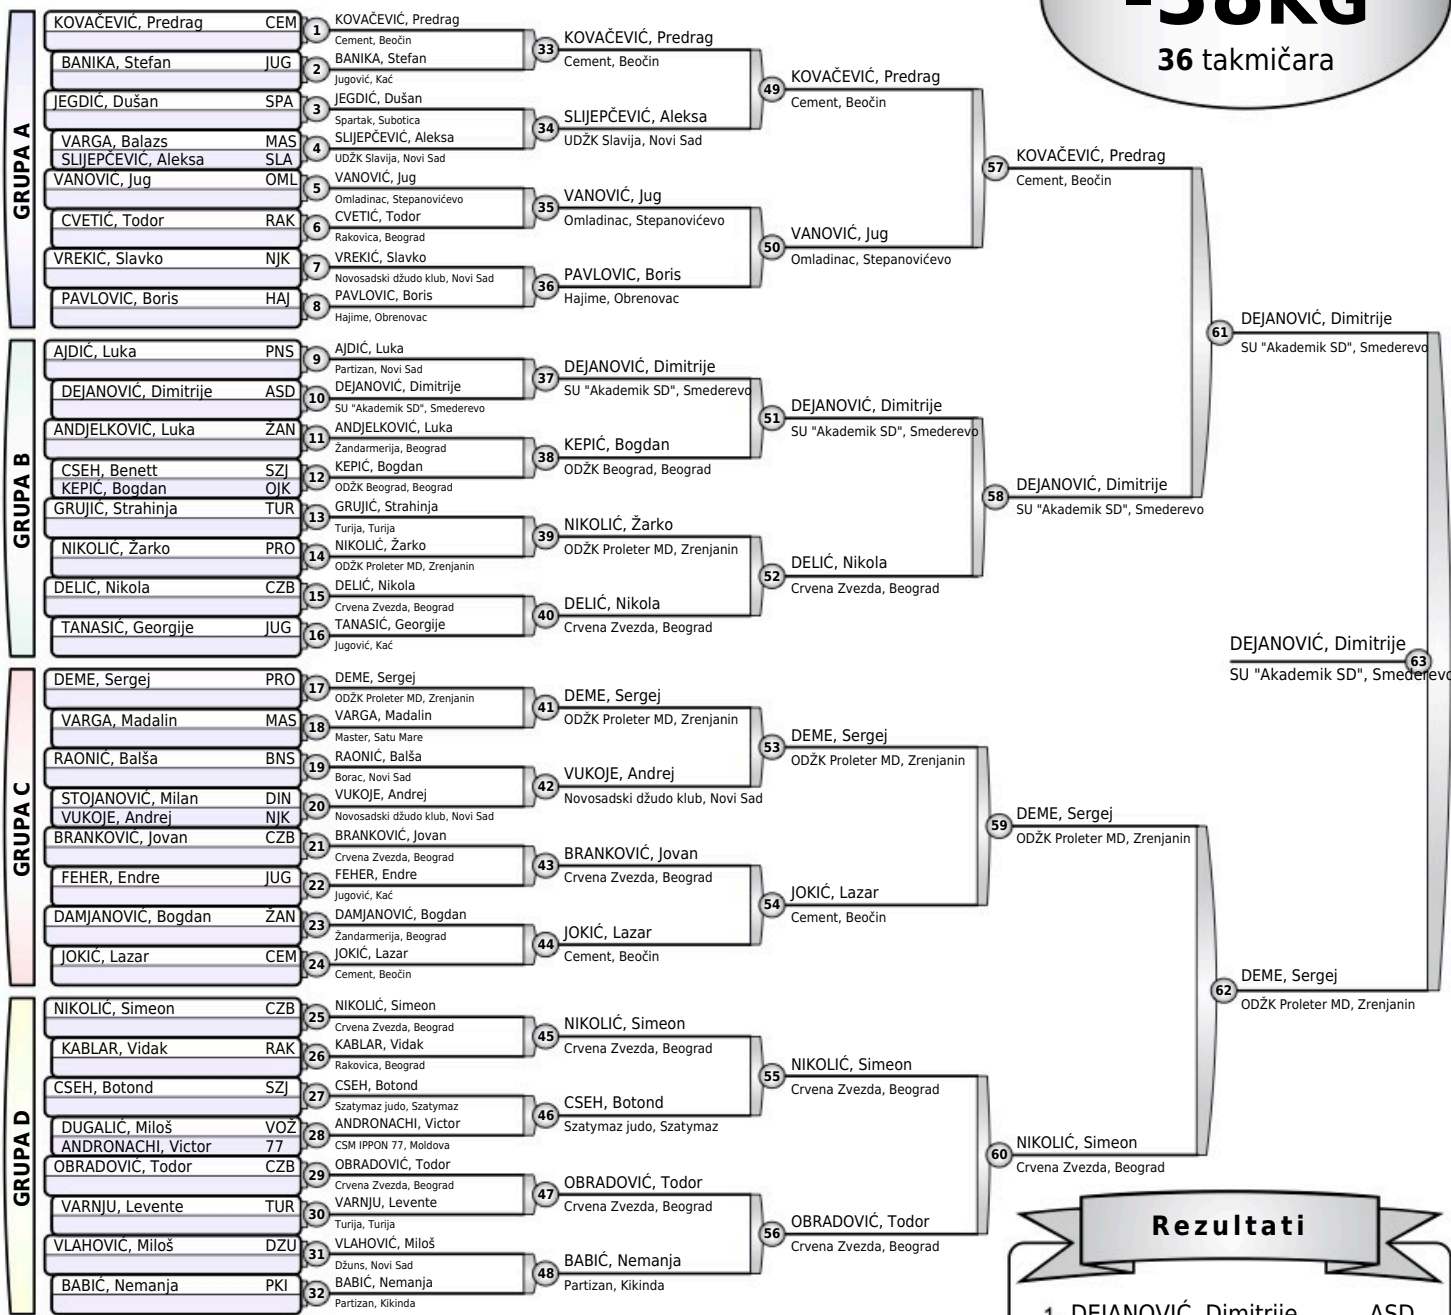 -38KG
36 takmičara
GRUPA A
KOVAČEVIĆ, Predrag CEM
BANIKA, Stefan JUG
JEGDIĆ, Dušan SPA
VARGA, Balazs MAS
SLIJEPČEVIĆ, Aleksa SLA
VANOVIĆ, Jug OML
CVETIĆ, Todor RAK
VREKIĆ, Slavko NJK
PAVLOVIC, Boris HAJ
GRUPA B
AJDIĆ, Luka PNS
DEJANOVIĆ, Dimitrije ASD
ANDJELKOVIĆ, Luka ŽAN
CSEH, Benett SZJ
KEPIĆ, Bogdan OJK
GRUJIĆ, Strahinja TUR
NIKOLIĆ, Žarko PRO
DELIĆ, Nikola CZB
TANASIĆ, Georgije JUG
GRUPA C
DEME, Sergej PRO
VARGA, Madalin MAS
RAONIĆ, Balša BNS
STOJANOVIĆ, Milan DIN
VUKOJE, Andrej NJK
BRANKOVIĆ, Jovan CZB
FEHER, Endre JUG
DAMJANOVIĆ, Bogdan ŽAN
JOKIĆ, Lazar CEM
GRUPA D
NIKOLIĆ, Simeon CZB
KABLAR, Vidak RAK
CSEH, Botond SZJ
DUGALIĆ, Miloš VOŽ
ANDRONACHI, Victor 77
OBRADOVIĆ, Todor CZB
VARNJU, Levente TUR
VLAHOVIĆ, Miloš DZU
BABIĆ, Nemanja PKI
1 KOVAČEVIĆ, Predrag
Cement, Beočin
2 BANIKA, Stefan
Jugović, Kać
3 JEGDIĆ, Dušan
Spartak, Subotica
4 SLIJEPČEVIĆ, Aleksa
UDŽK Slavija, Novi Sad
5 VANOVIĆ, Jug
Omladinac, Stepanovićevo
6 CVETIĆ, Todor
Rakovica, Beograd
7 VREKIĆ, Slavko
Novosadski džudo klub, Novi Sad
8 PAVLOVIC, Boris
Hajime, Obrenovac
9 AJDIĆ, Luka
Partizan, Novi Sad
10 DEJANOVIĆ, Dimitrije
SU "Akademik SD", Smederevo
11 ANDJELKOVIĆ, Luka
Žandarmerija, Beograd
12 KEPIĆ, Bogdan
ODŽK Beograd, Beograd
13 GRUJIĆ, Strahinja
Turija, Turija
14 NIKOLIĆ, Žarko
ODŽK Proleter MD, Zrenjanin
15 DELIĆ, Nikola
Crvena Zvezda, Beograd
16 TANASIĆ, Georgije
Jugović, Kać
17 DEME, Sergej
ODŽK Proleter MD, Zrenjanin
18 VARGA, Madalin
Master, Satu Mare
19 RAONIĆ, Balša
Borac, Novi Sad
20 VUKOJE, Andrej
Novosadski džudo klub, Novi Sad
21 BRANKOVIĆ, Jovan
Crvena Zvezda, Beograd
22 FEHER, Endre
Jugović, Kać
23 DAMJANOVIĆ, Bogdan
Žandarmerija, Beograd
24 JOKIĆ, Lazar
Cement, Beočin
25 NIKOLIĆ, Simeon
Crvena Zvezda, Beograd
26 KABLAR, Vidak
Rakovica, Beograd
27 CSEH, Botond
Szatymaz judo, Szatymaz
28 ANDRONACHI, Victor
CSM IPPON 77, Moldova
29 OBRADOVIĆ, Todor
Crvena Zvezda, Beograd
30 VARNJU, Levente
Turija, Turija
31 VLAHOVIĆ, Miloš
Džuns, Novi Sad
32 BABIĆ, Nemanja
Partizan, Kikinda
33 KOVAČEVIĆ, Predrag
Cement, Beočin
34 SLIJEPČEVIĆ, Aleksa
UDŽK Slavija, Novi Sad
35 VANOVIĆ, Jug
Omladinac, Stepanovićevo
36 PAVLOVIC, Boris
Hajime, Obrenovac
37 DEJANOVIĆ, Dimitrije
SU "Akademik SD", Smederevo
38 KEPIĆ, Bogdan
ODŽK Beograd, Beograd
39 NIKOLIĆ, Žarko
ODŽK Proleter MD, Zrenjanin
40 DELIĆ, Nikola
Crvena Zvezda, Beograd
41 DEME, Sergej
ODŽK Proleter MD, Zrenjanin
42 VUKOJE, Andrej
Novosadski džudo klub, Novi Sad
43 BRANKOVIĆ, Jovan
Crvena Zvezda, Beograd
44 JOKIĆ, Lazar
Cement, Beočin
45 NIKOLIĆ, Simeon
Crvena Zvezda, Beograd
46 CSEH, Botond
Szatymaz judo, Szatymaz
47 OBRADOVIĆ, Todor
Crvena Zvezda, Beograd
48 BABIĆ, Nemanja
Partizan, Kikinda
49 KOVAČEVIĆ, Predrag
Cement, Beočin
50 VANOVIĆ, Jug
Omladinac, Stepanovićevo
51 DEJANOVIĆ, Dimitrije
SU "Akademik SD", Smederevo
52 DELIĆ, Nikola
Crvena Zvezda, Beograd
53 DEME, Sergej
ODŽK Proleter MD, Zrenjanin
54 JOKIĆ, Lazar
Cement, Beočin
55 NIKOLIĆ, Simeon
Crvena Zvezda, Beograd
56 OBRADOVIĆ, Todor
Crvena Zvezda, Beograd
57 KOVAČEVIĆ, Predrag
Cement, Beočin
58 DEJANOVIĆ, Dimitrije
SU "Akademik SD", Smederevo
59 DEME, Sergej
ODŽK Proleter MD, Zrenjanin
60 NIKOLIĆ, Simeon
Crvena Zvezda, Beograd
61 DEJANOVIĆ, Dimitrije
SU "Akademik SD", Smederevo
62 DEME, Sergej
ODŽK Proleter MD, Zrenjanin
DEJANOVIĆ, Dimitrije 63
SU "Akademik SD", Smederevo
Rezultati
1 DEJANOVIĆ, Dimitrije ASD